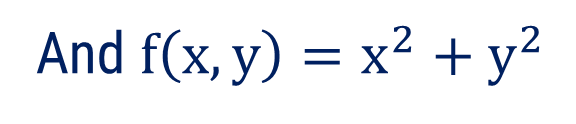 And f(x, y) = x² + y²